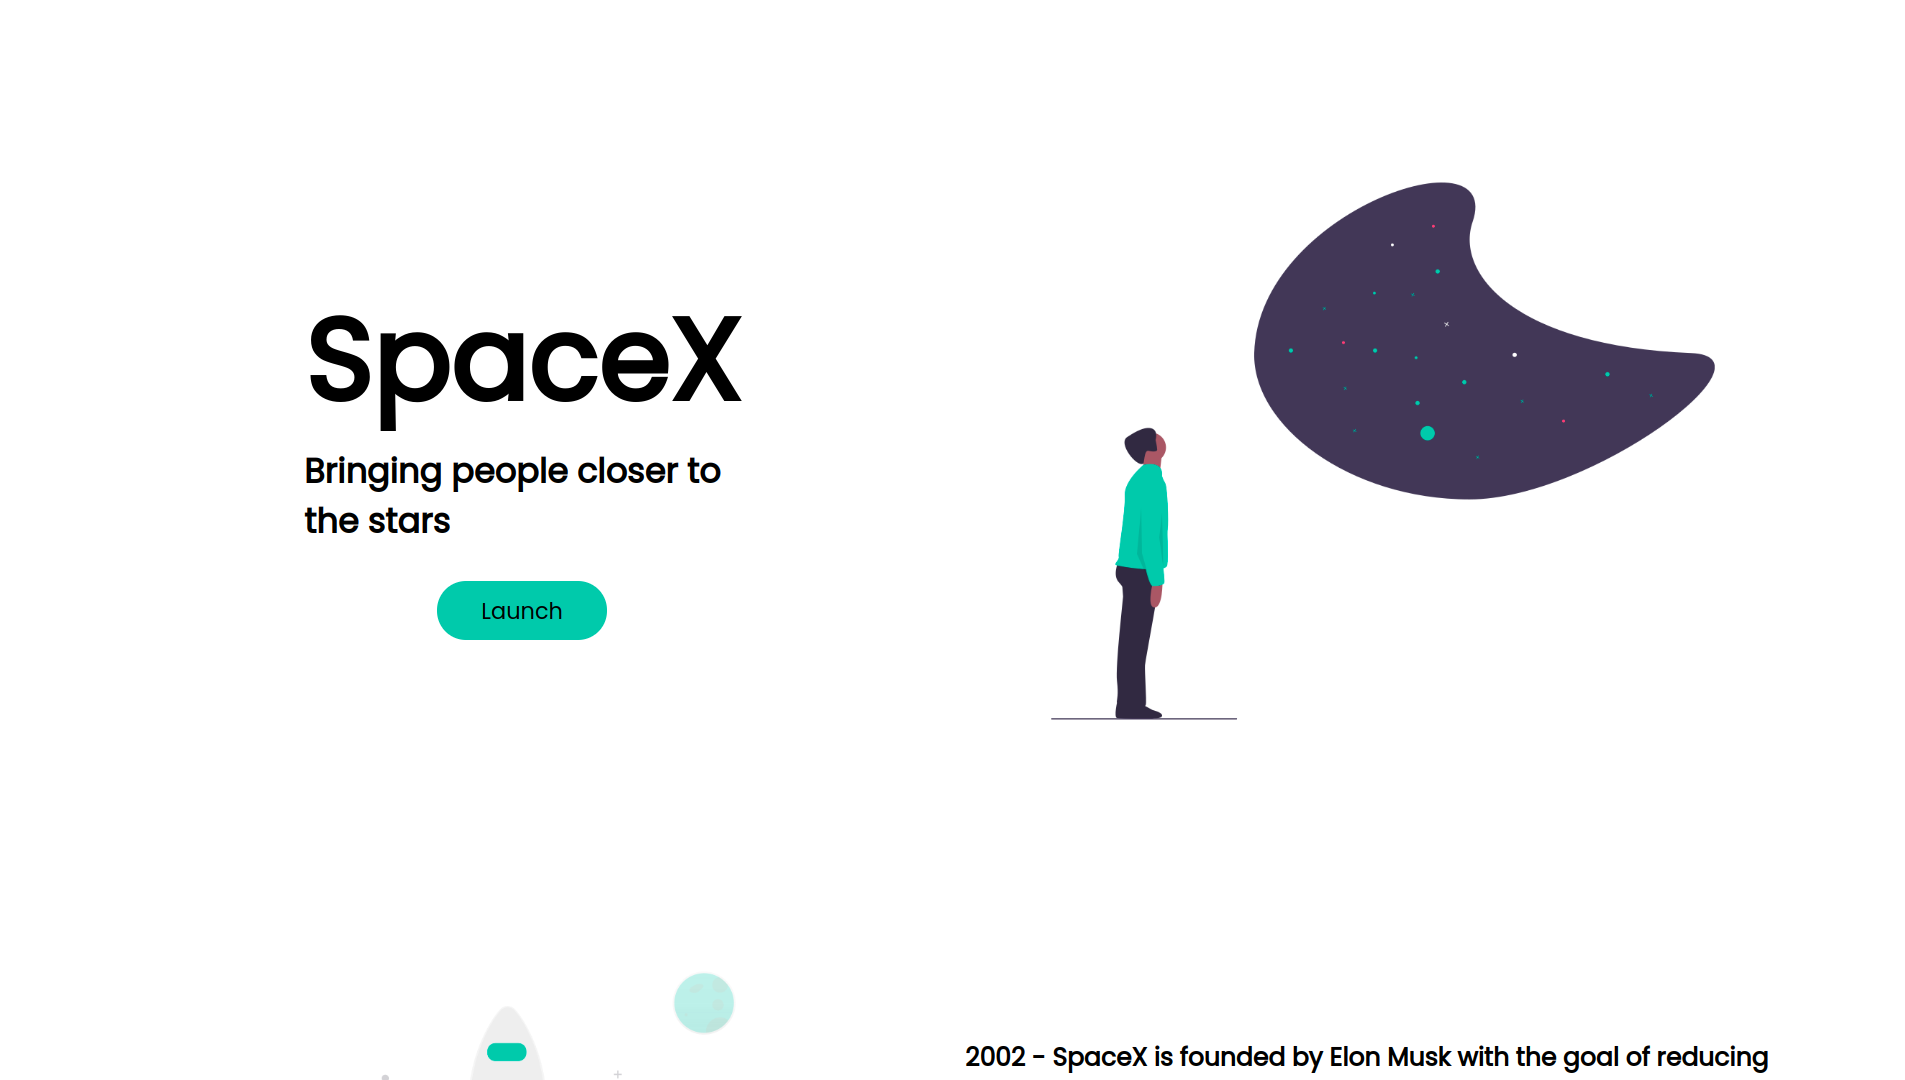 SpaceX
Bringing people closer to
the stars
Launch
2002 - SpaceX is founded by Elon Musk with the goal of reducing